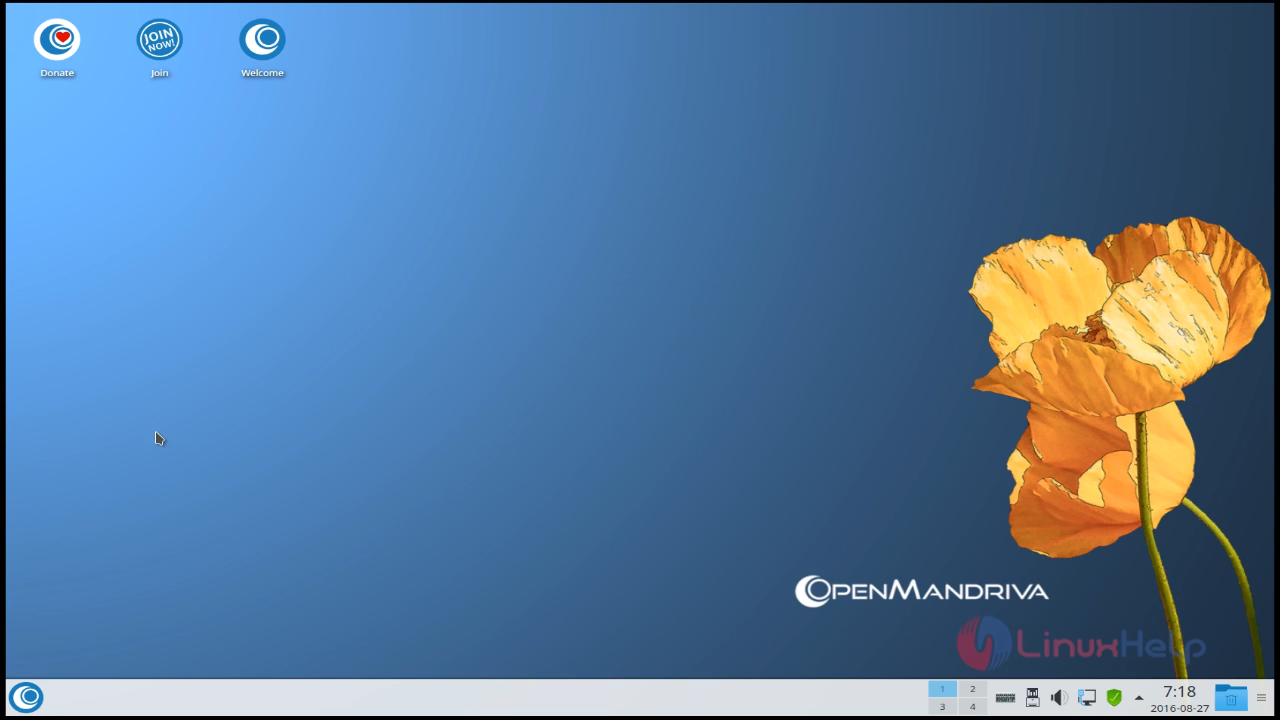 JOIN NOW!
Donate
Join
Welcome
OPENMANDRIVA
LinuxHelp
1
2
3
4
7:18
2016-08-27